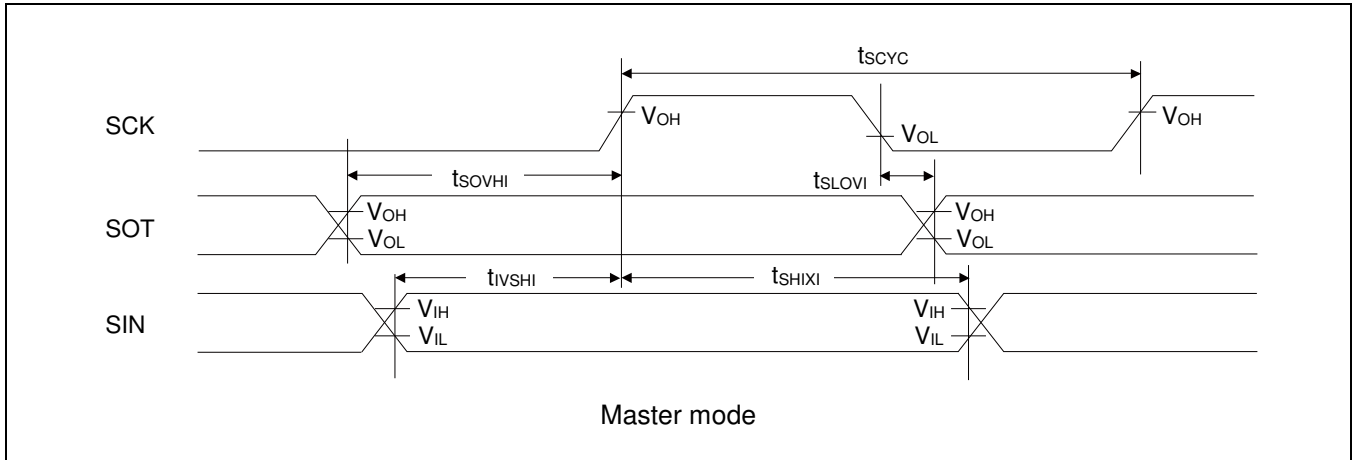 tSCYC
SCK
VOH
VOL
VOH
tSOVHI
tSLOVI
SOT
VOH
VOL
VOH
VOL
tIVSHI
tSHIXI
SIN
VIH
VIL
VIH
VIL
Master mode